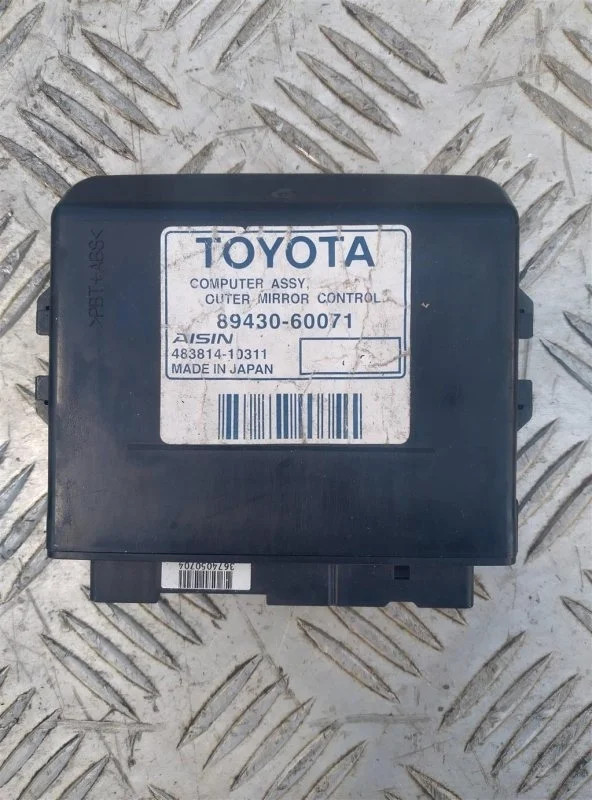 >PBT+ABS<
TOYOTA
COMPUTER ASSY,
OUTER MIRROR CONTROL
89430-60071
AISIN
483814-10311
MADE IN JAPAN
3674050704